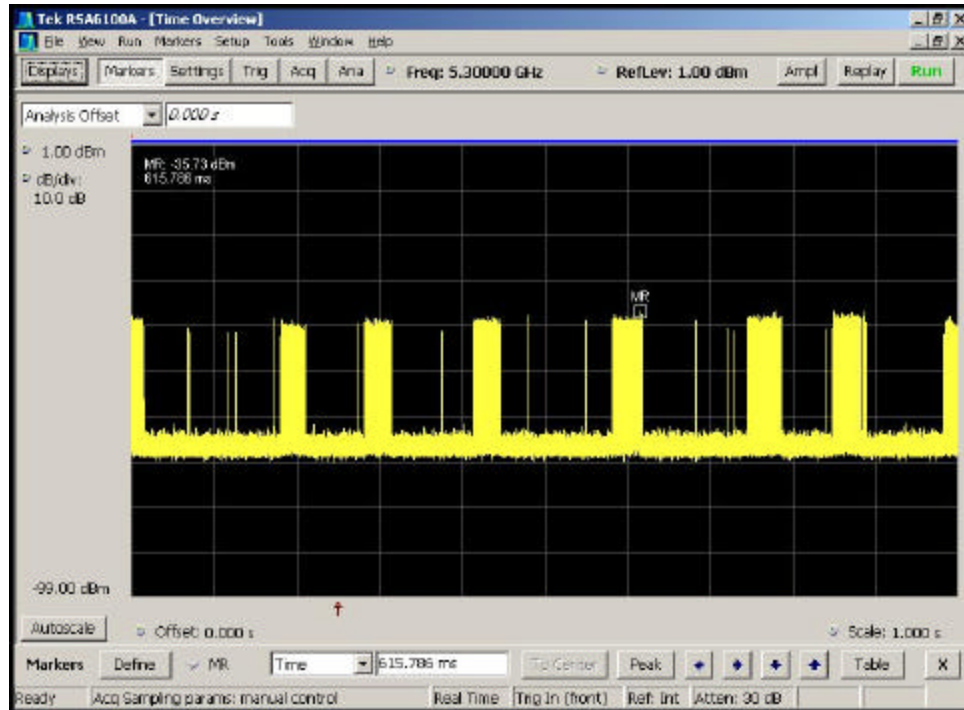 Tek RSA6100A - [Time Overview]
File View Run Markers Setup Tools Window Help
Displays Markers Settings Trig Acq Ana Freq: 5.30000 GHz RefLev: 1.00 dBm Ampl Replay Run
Analysis Offset 0.000 s
1.00 dBm
dB/div:
10.0 dB
MR: -35.73 dBm
615.786 ms
MR
-99.00 dBm
Autoscale Offset: 0.000 s Scale: 1.000 s
Markers Define MR Time 615.786 ms To Center Peak Table X
Ready Acq Sampling params: manual control Real Time Trig In (front) Ref: Int Atten: 30 dB